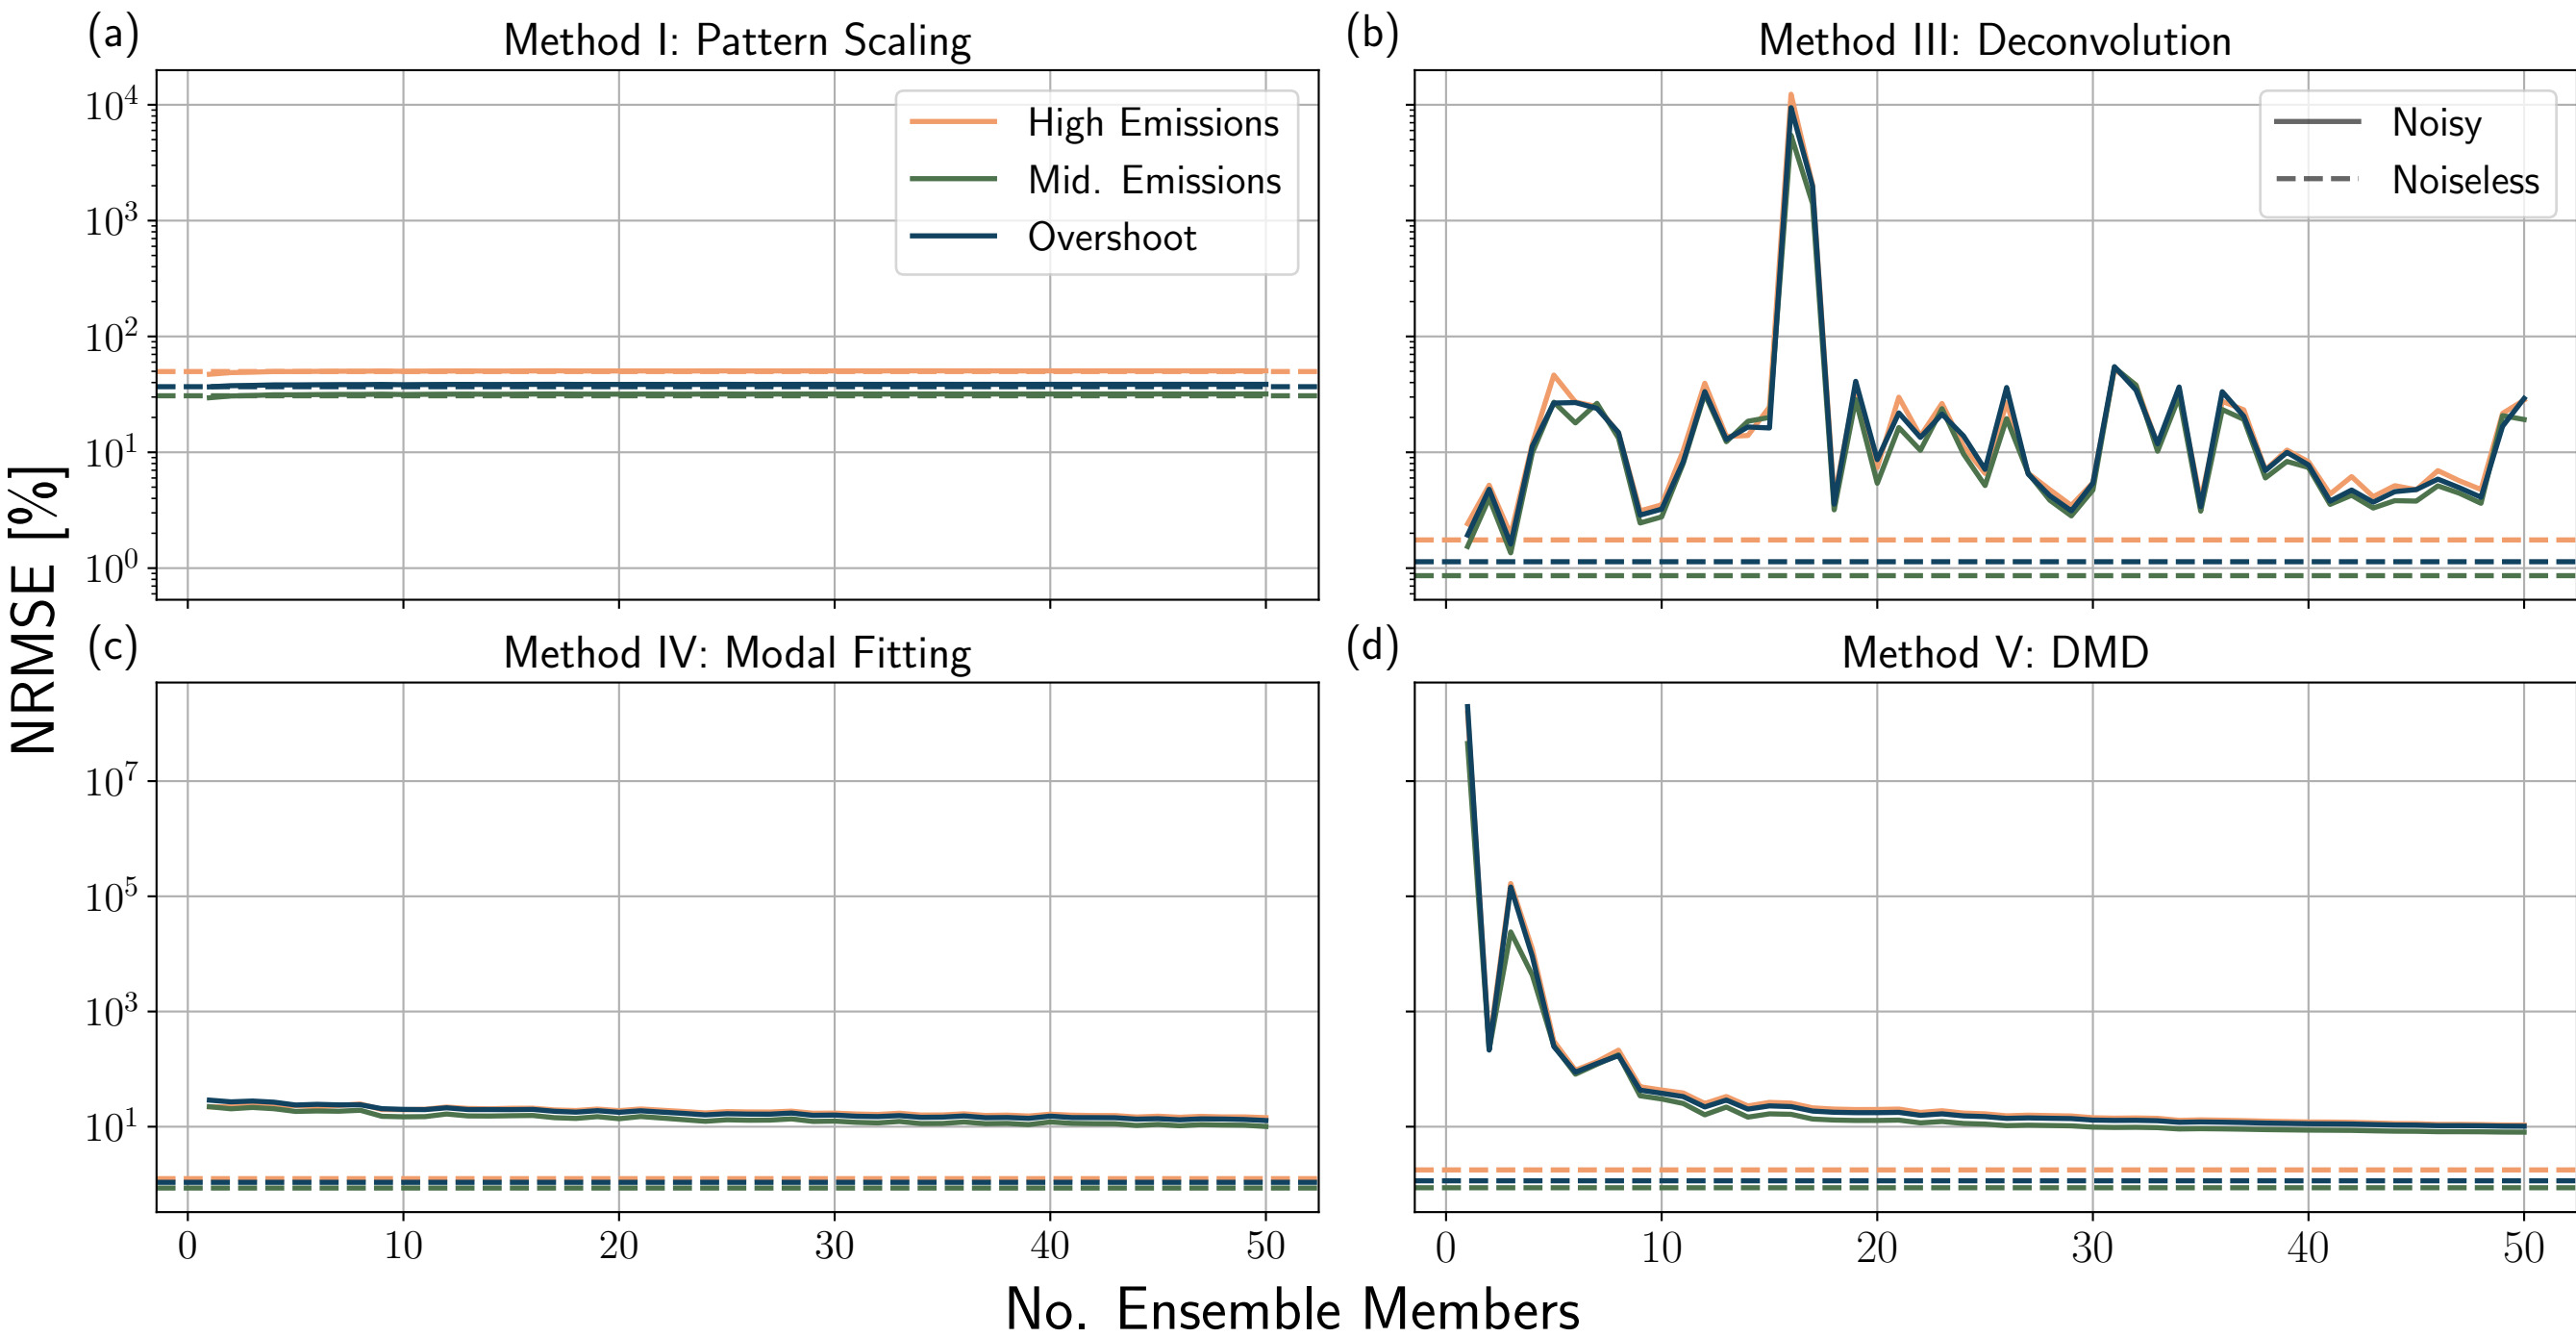 (a)
Method I: Pattern Scaling
10^4
10^3
10^2
10^1
10^0
High Emissions
Mid. Emissions
Overshoot
(b)
Method III: Deconvolution
Noisy
Noiseless
NRMSE [%]
(c)
Method IV: Modal Fitting
10^7
10^5
10^3
10^1
0 10 20 30 40 50
(d)
Method V: DMD
0 10 20 30 40 50
No. Ensemble Members